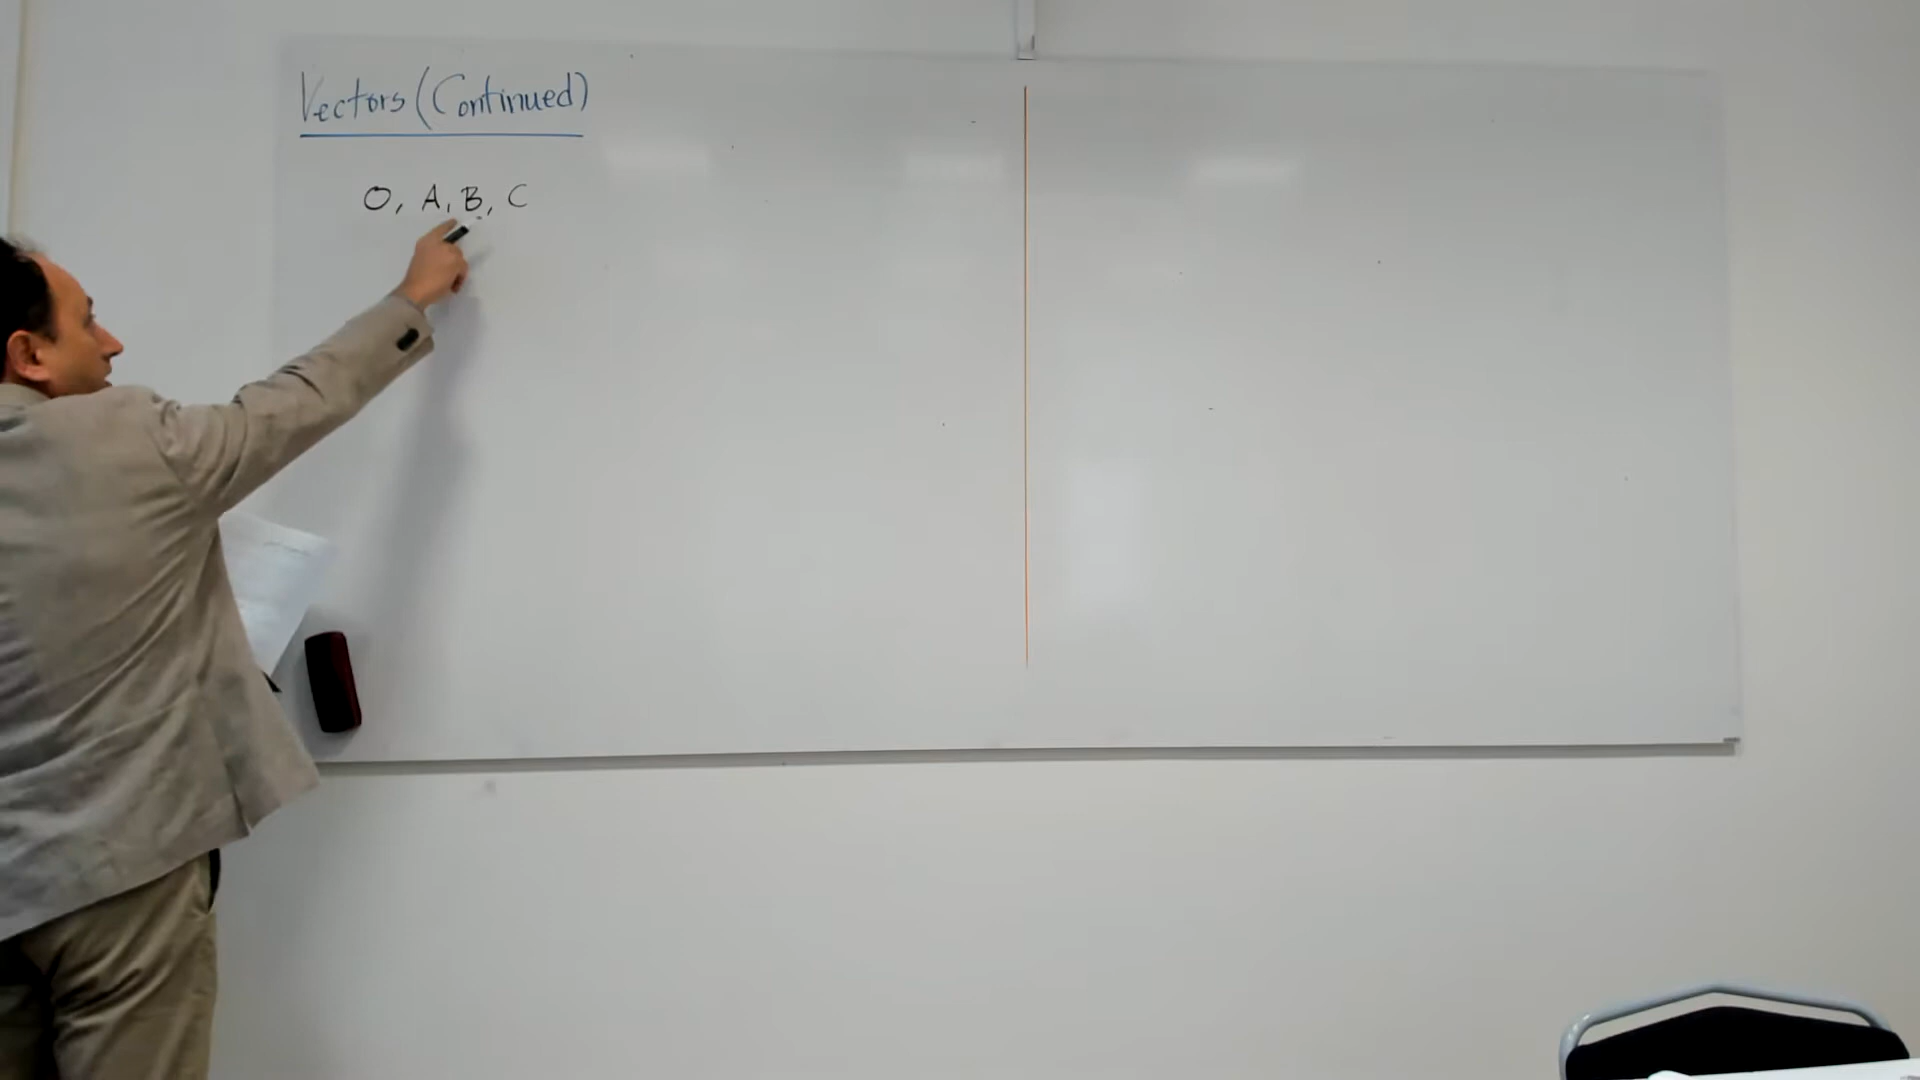 Vectors (Continued)
O, A, B, C